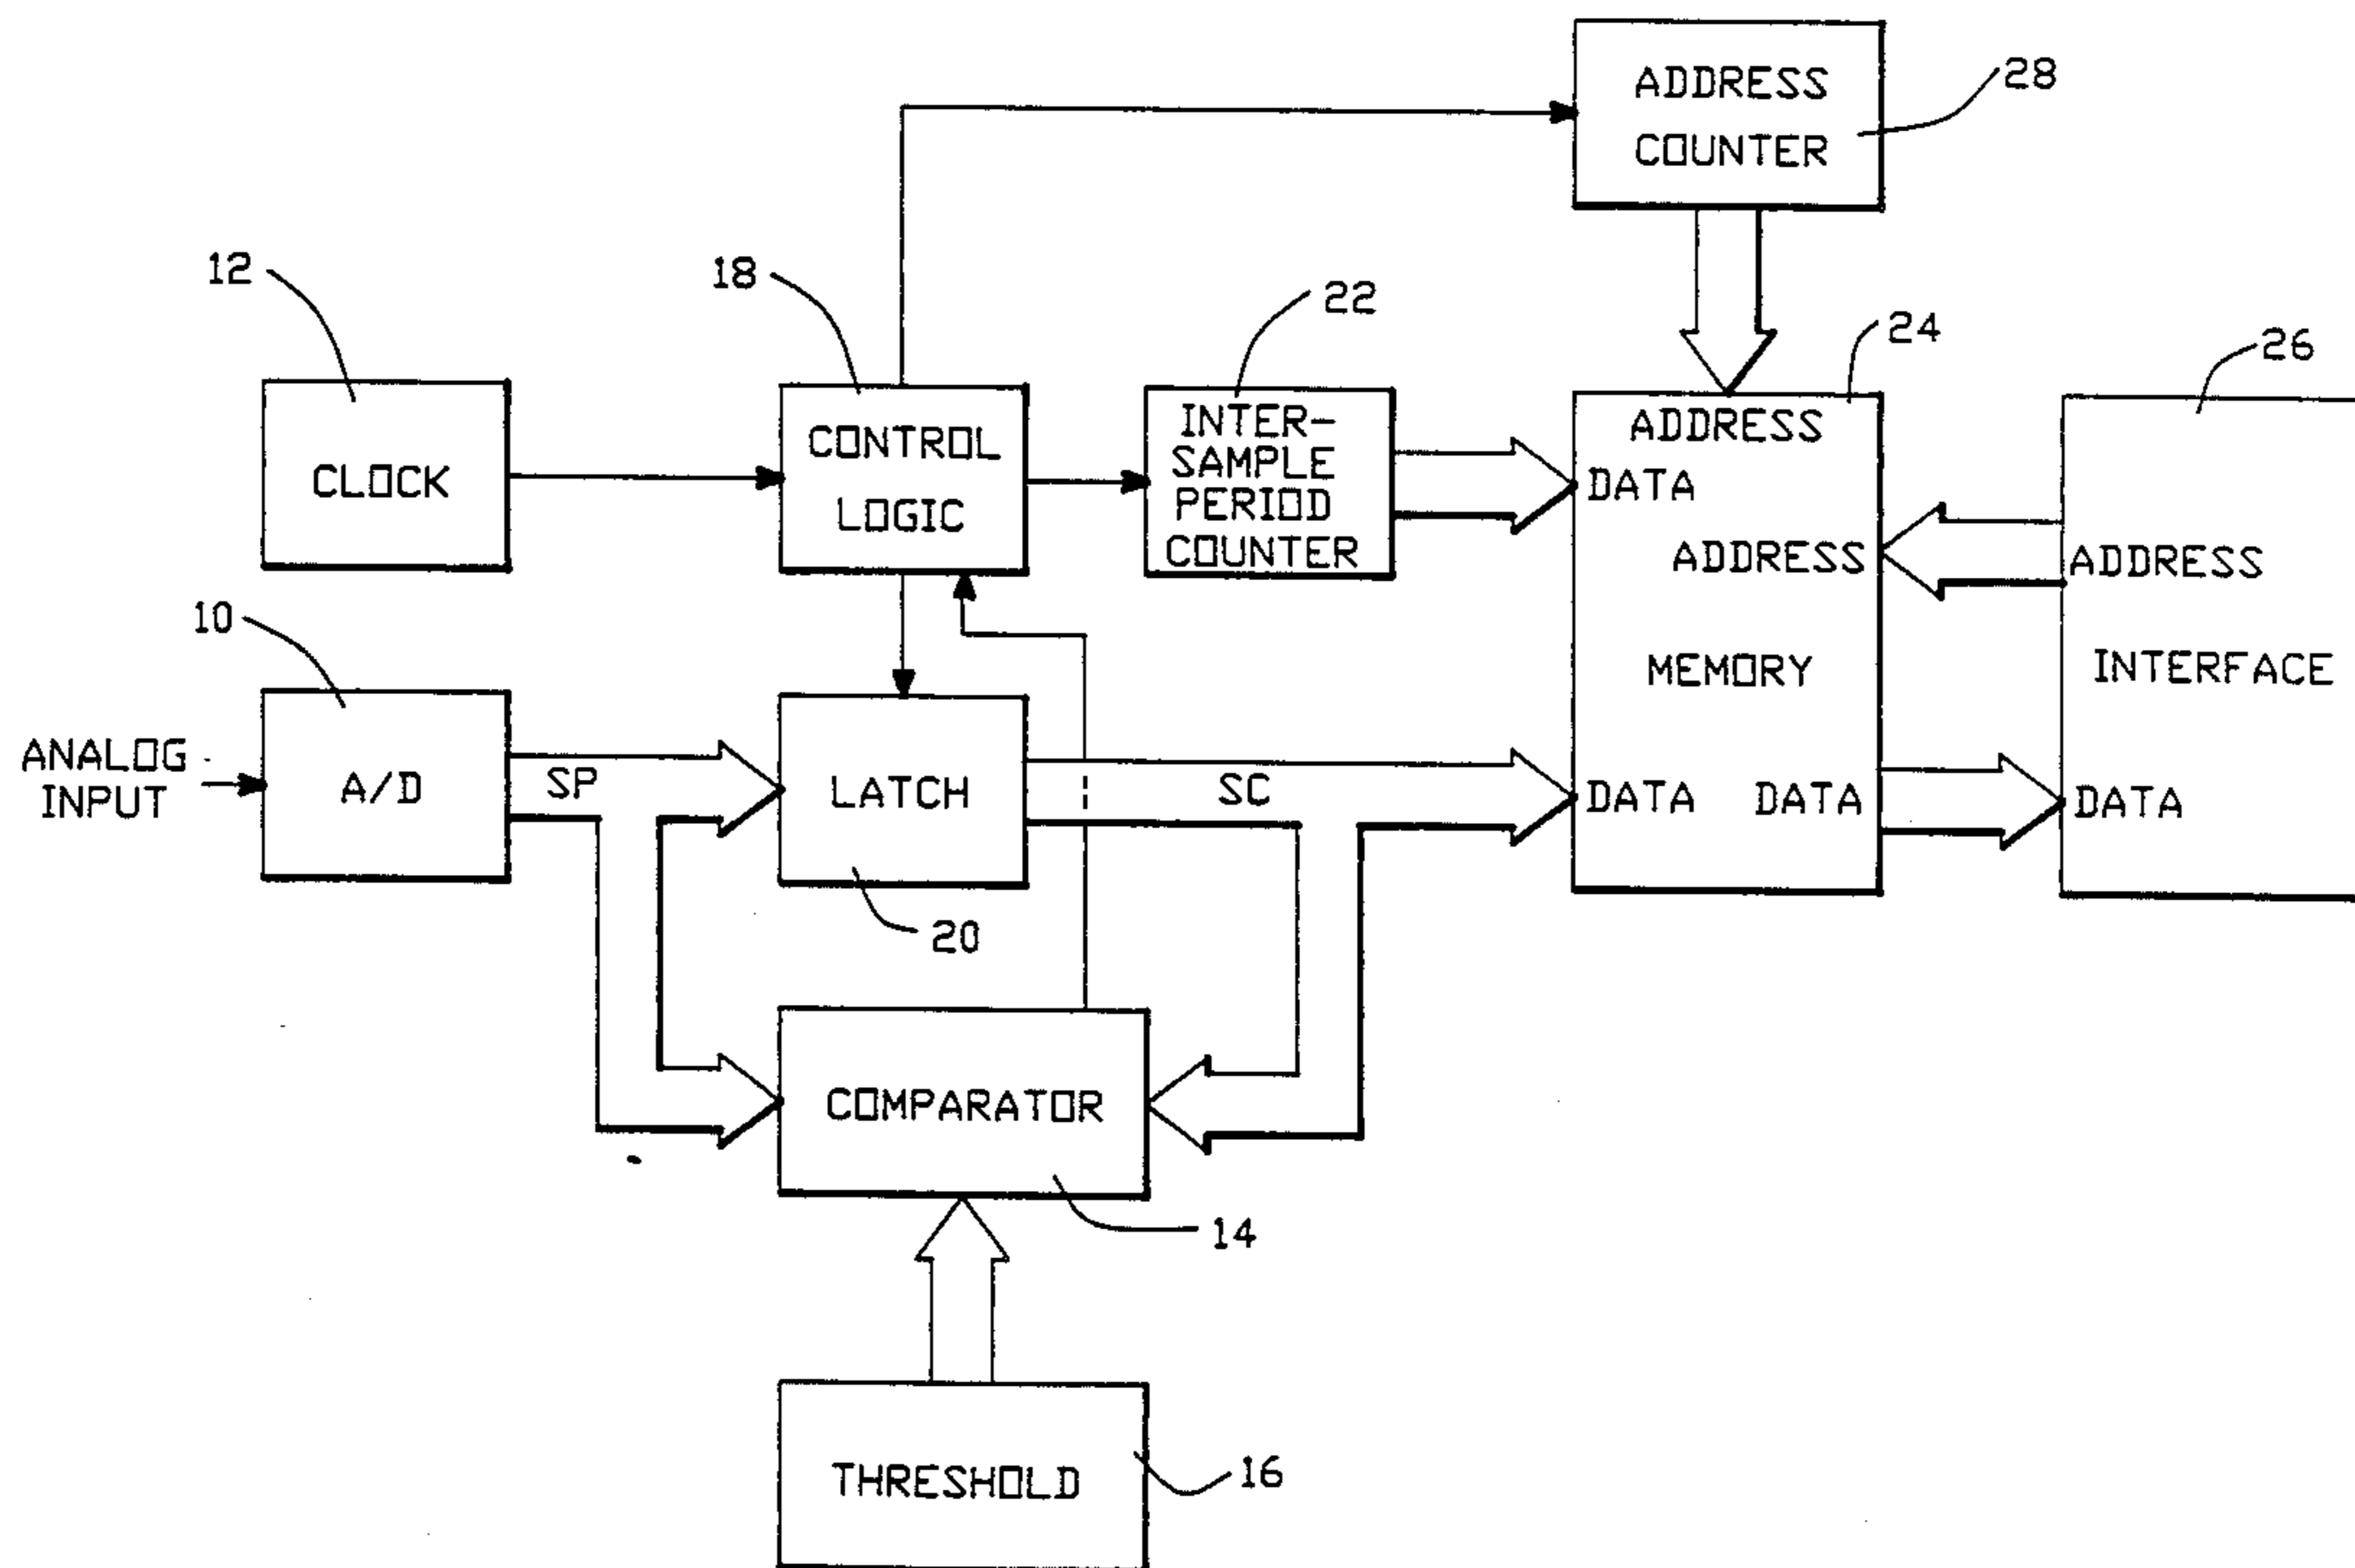 ADDRESS
COUNTER
28
12
18
22
24
26
CLOCK
CONTROL
LOGIC
INTER-
SAMPLE
PERIOD
COUNTER
ADDRESS
DATA
ADDRESS
ADDRESS
MEMORY
INTERFACE
10
ANALOG
INPUT
A/D
SP
LATCH
SC
DATA
DATA
DATA
20
COMPARATOR
14
THRESHOLD
16